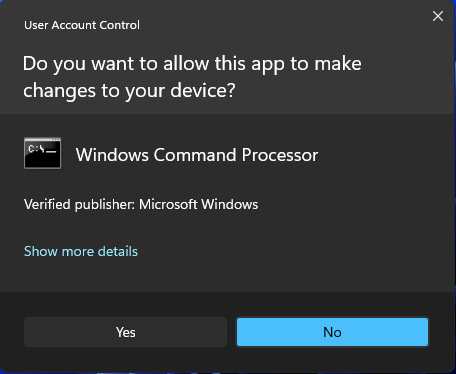 User Account Control
Do you want to allow this app to make
changes to your device?
C:\_
Windows Command Processor
Verified publisher: Microsoft Windows
Show more details
Yes
No